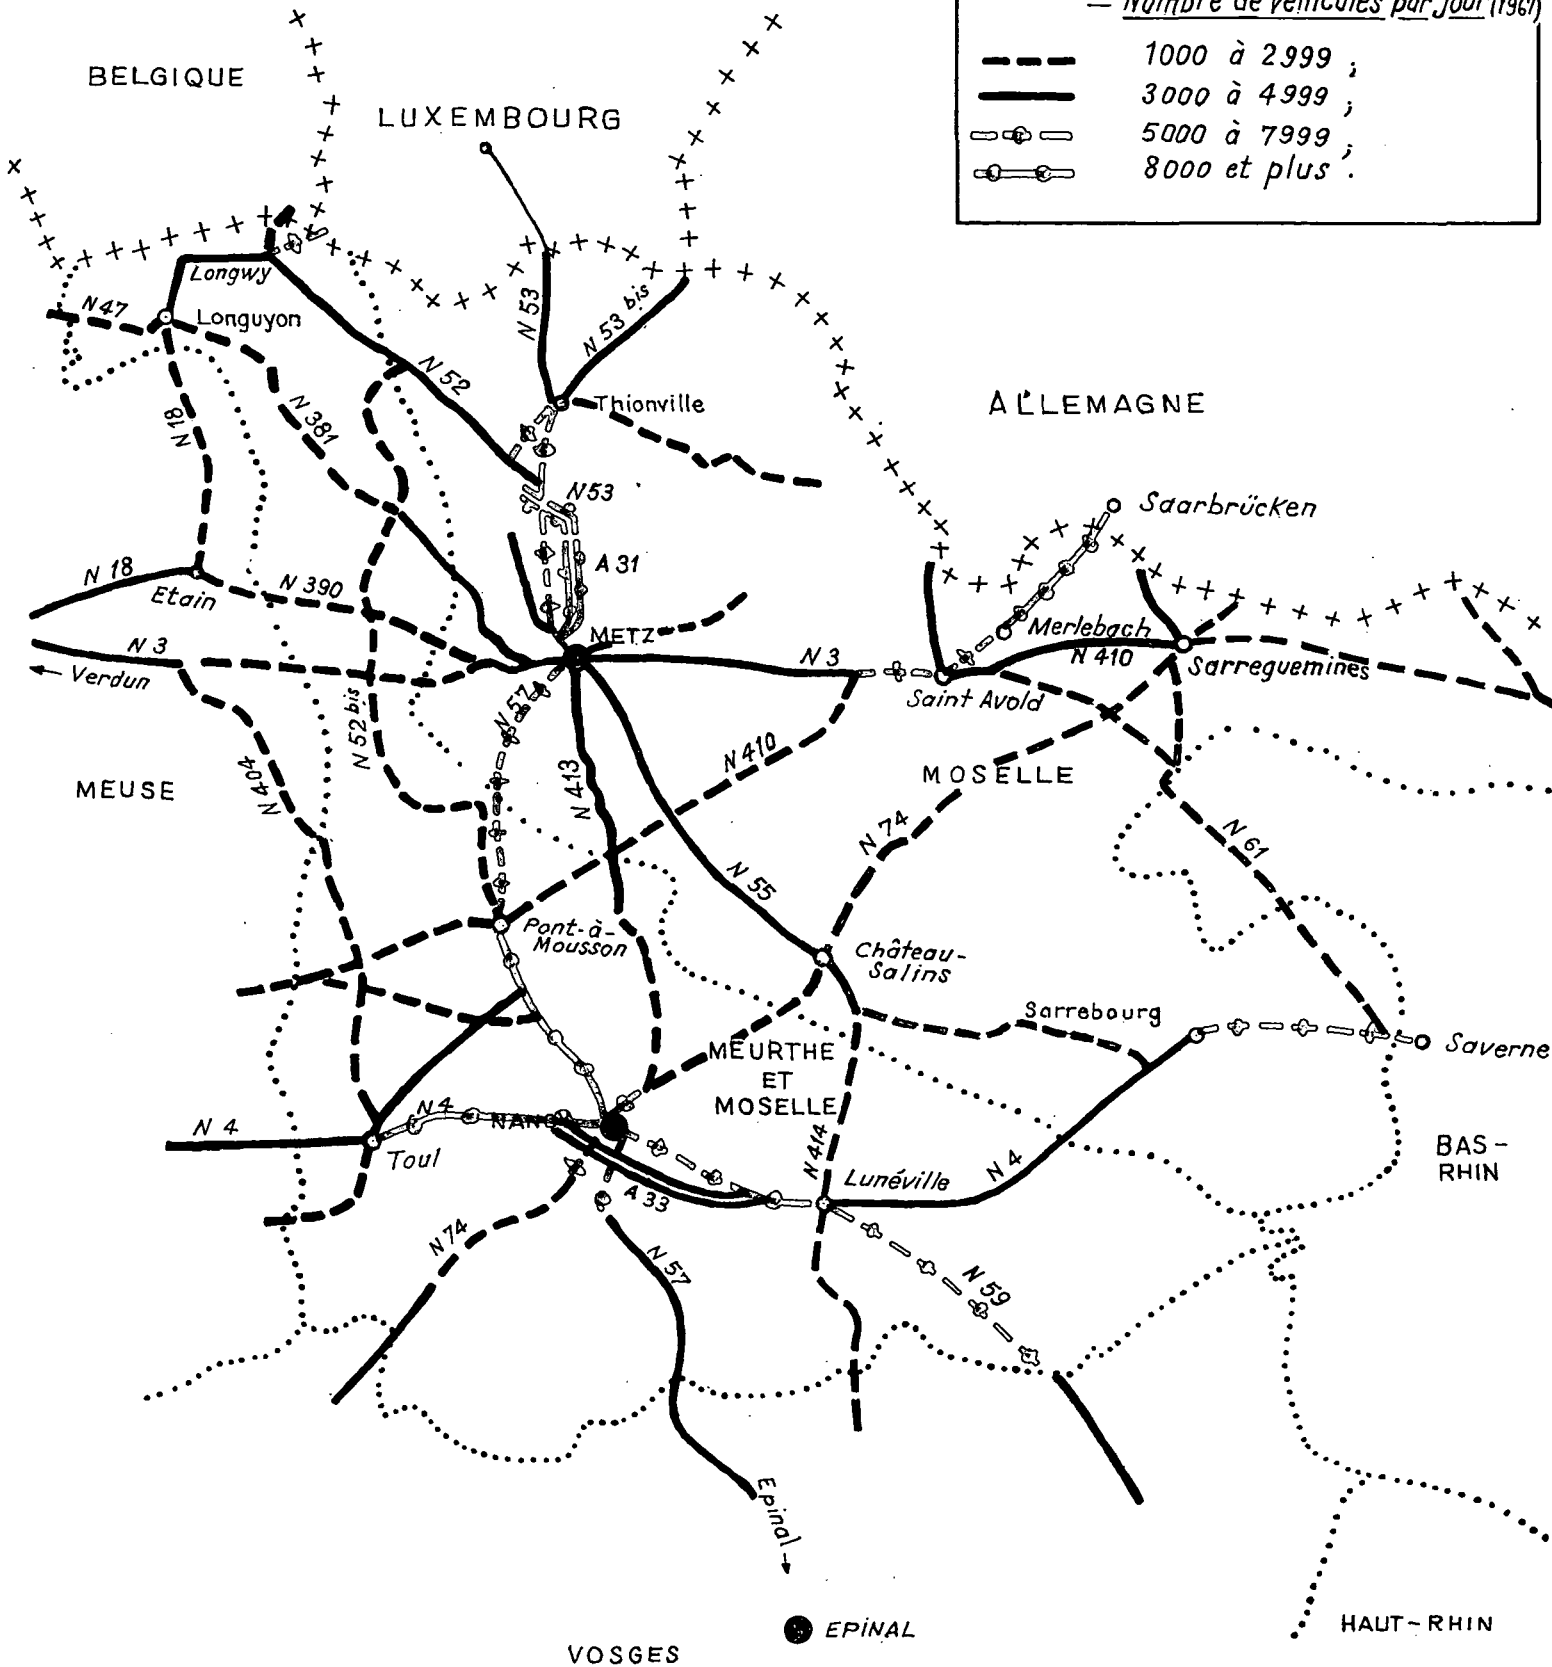 — Nombre de véhicules par jour (1967)
1000 à 2999 ;
3000 à 4999 ;
5000 à 7999 ;
8000 et plus .
BELGIQUE
LUXEMBOURG
Longwy
N 47
Longuyon
N 53
N 53 bis
N 52
Thionville
ALLEMAGNE
N 18
N 381
N53
Saarbrücken
A 31
N 18
Etain
N 390
METZ
Merlebach
N 3
← Verdun
N 3
N 410
Sarreguemines
Saint Avold
N 57
N 52 bis
N 410
MEUSE
N 404
N 413
MOSELLE
N 74
N 61
N 55
Pont-à-
Mousson
Château-
Salins
Sarrebourg
Saverne
MEURTHE
ET
MOSELLE
N 4
N 4
NANC
Toul
N 414
BAS-
RHIN
Lunéville
N 4
A 33
N 74
N 57
N 59
Epinal →
EPINAL
HAUT-RHIN
VOSGES